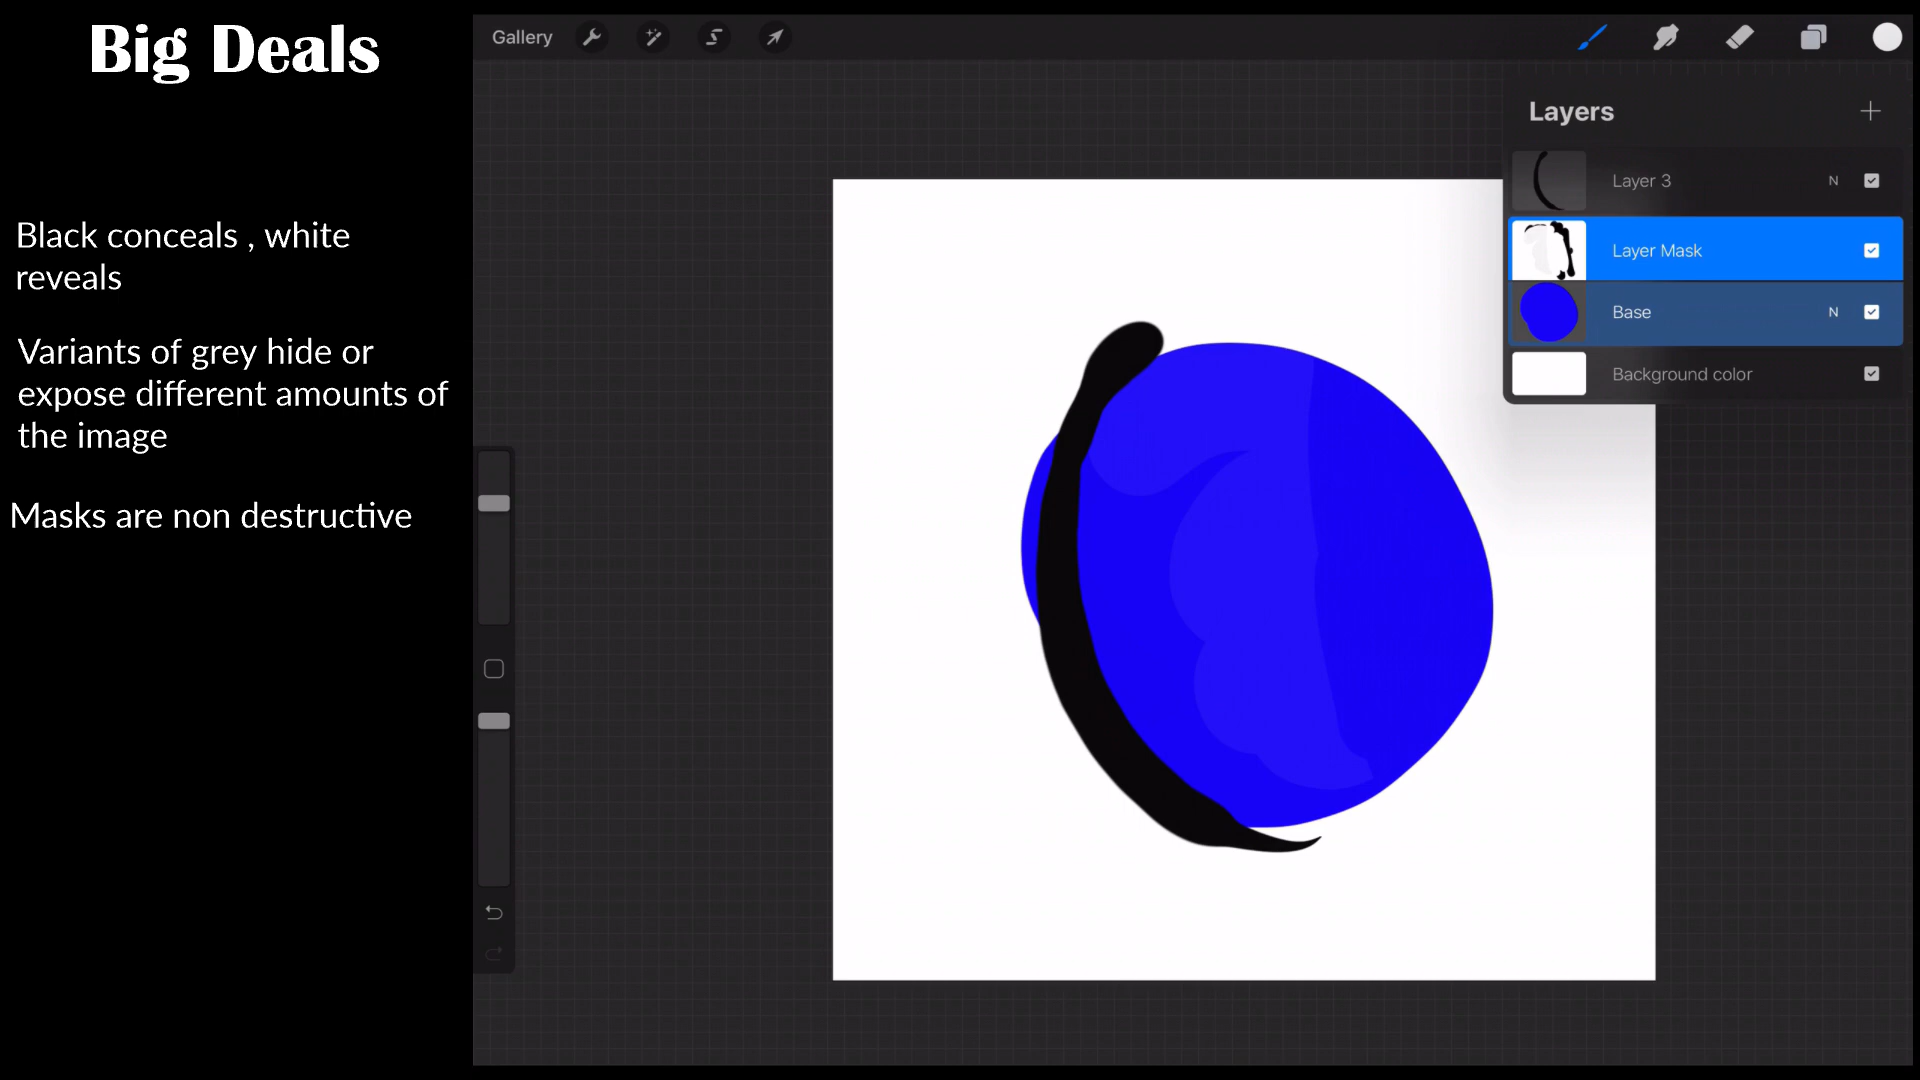 Big Deals
Black conceals , white
reveals
Variants of grey hide or
expose different amounts of
the image
Masks are non destructive
Gallery
Layers
Layer 3 N
Layer Mask
Base N
Background color